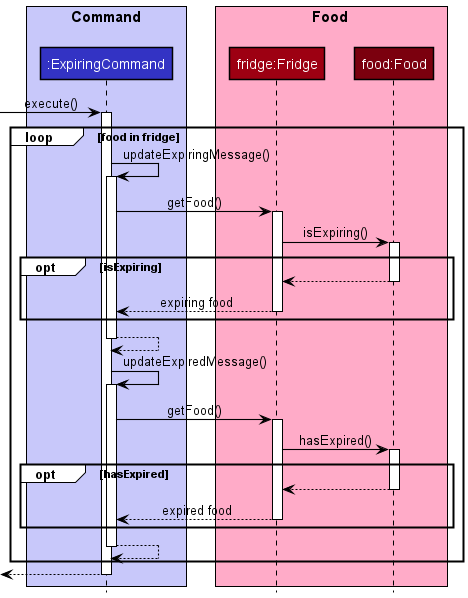 Command
Food
:ExpiringCommand
fridge:Fridge
food:Food
execute()
loop
[food in fridge]
updateExpiringMessage()
getFood()
isExpiring()
opt
[isExpiring]
expiring food
updateExpiredMessage()
getFood()
hasExpired()
opt
[hasExpired]
expired food